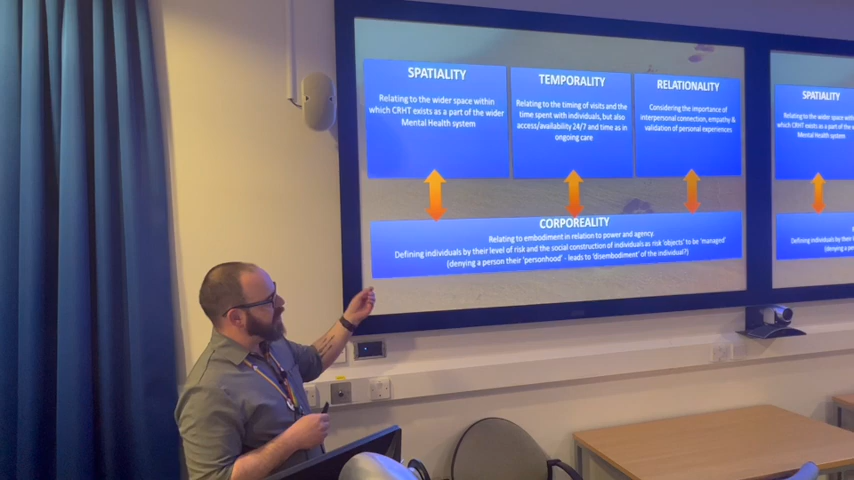 SPATIALITY
Relating to the wider space within
which CRHT exists as a part of the wider
Mental Health system
TEMPORALITY
Relating to the timing of visits and the
time spent with individuals, but also
access/availability 24/7 and time as in
ongoing care
RELATIONALITY
Considering the importance of
interpersonal connection, empathy &
validation of personal experiences
CORPOREALITY
Relating to embodiment in relation to power and agency.
Defining individuals by their level of risk and the social construction of individuals as risk 'objects' to be 'managed'
(denying a person their 'personhood' - leads to 'disembodiment' of the individual?)
SPATIALITY
Relating to the wider space within
which CRHT exists as a part of the
Mental Health system
Defining individuals by their
(denying a